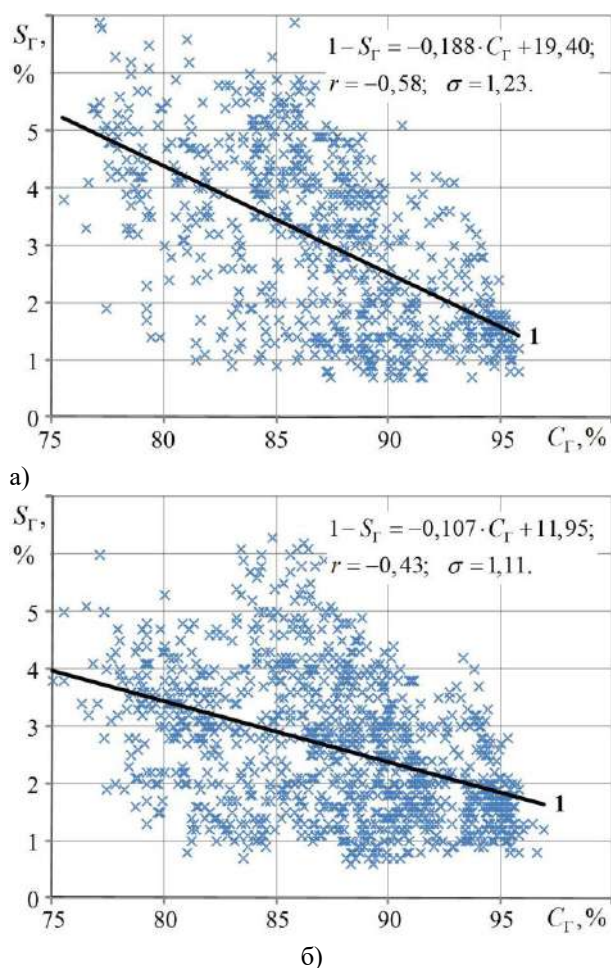 S_Г,
%
1 – S_Г = –0,188 · C_Г + 19,40;
r = –0,58; σ = 1,23.
5
4
3
2
1
0
1
75 80 85 90 95 C_Г, %
а)
S_Г,
%
1 – S_Г = –0,107 · C_Г + 11,95;
r = –0,43; σ = 1,11.
5
4
3
2
1
0
1
75 80 85 90 95 C_Г, %
б)